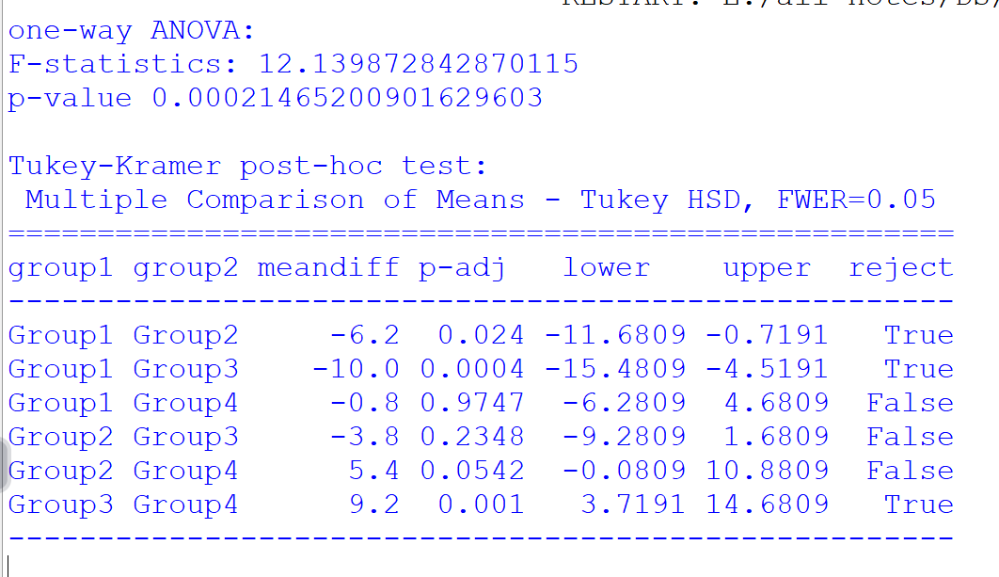 one-way ANOVA:
F-statistics: 12.139872842870115
p-value 0.00021465200901629603
Tukey-Kramer post-hoc test:
Multiple Comparison of Means - Tukey HSD, FWER=0.05
=====================================================
group1 group2 meandiff p-adj lower upper reject
-----------------------------------------------------
Group1 Group2 -6.2 0.024 -11.6809 -0.7191 True
Group1 Group3 -10.0 0.0004 -15.4809 -4.5191 True
Group1 Group4 -0.8 0.9747 -6.2809 4.6809 False
Group2 Group3 -3.8 0.2348 -9.2809 1.6809 False
Group2 Group4 5.4 0.0542 -0.0809 10.8809 False
Group3 Group4 9.2 0.001 3.7191 14.6809 True
-----------------------------------------------------